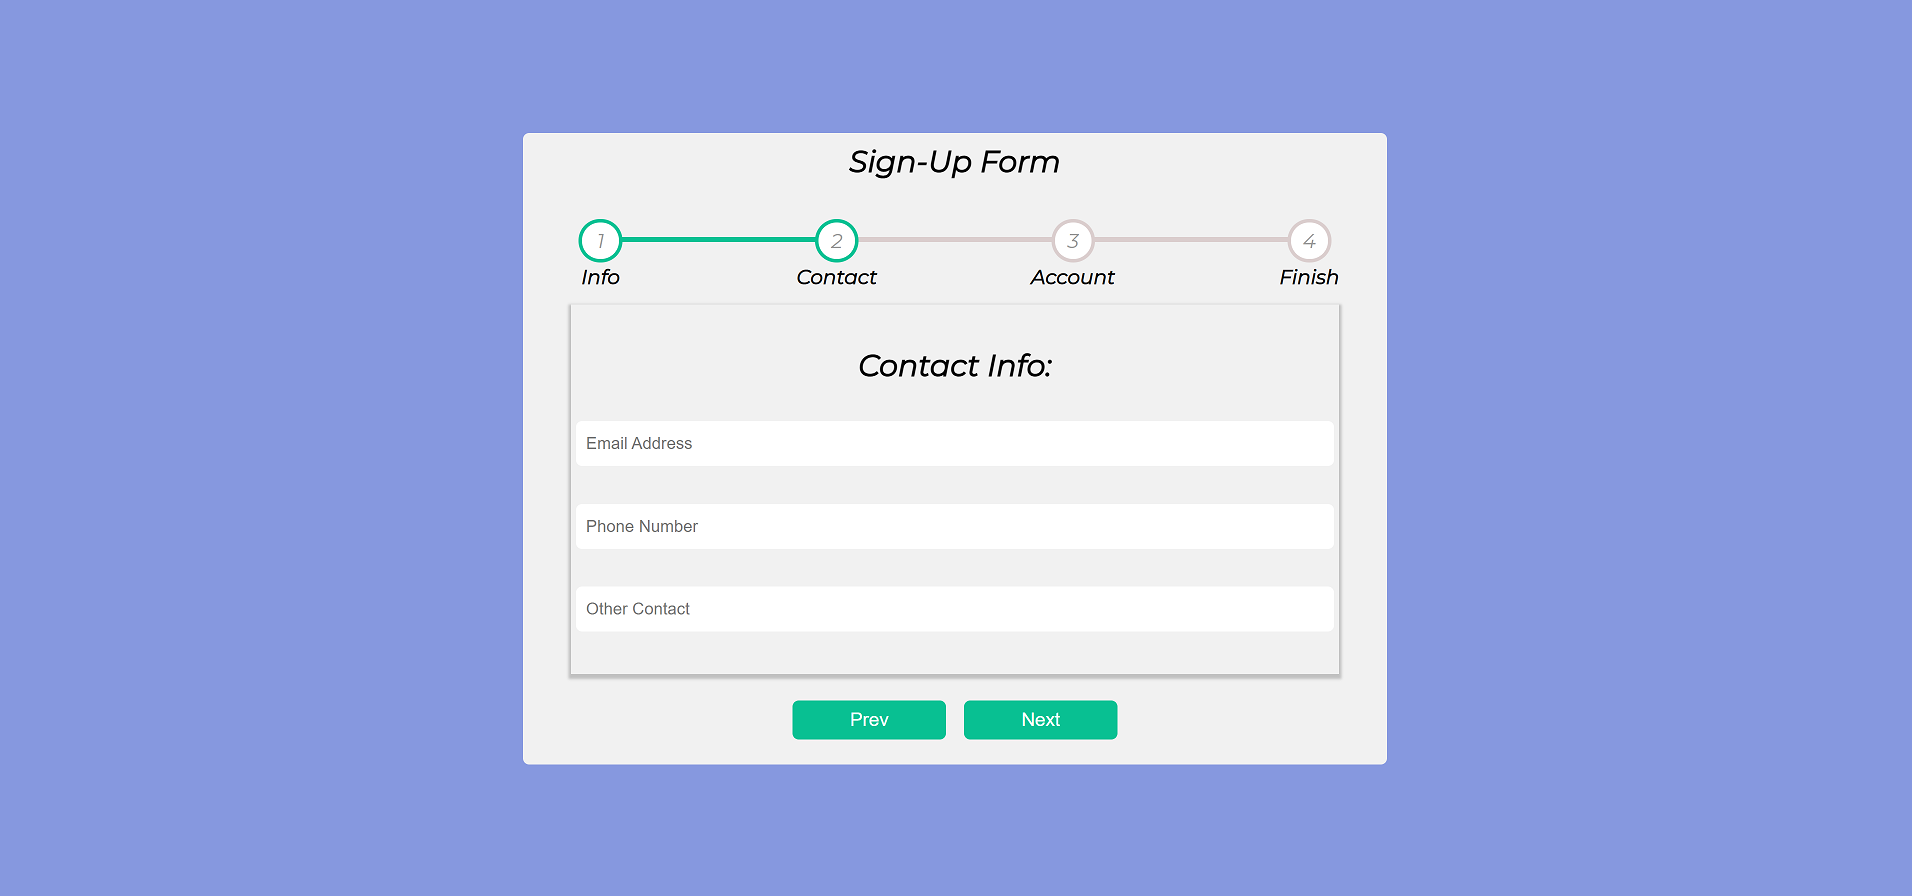 Sign-Up Form
1 2 3 4
Info Contact Account Finish
Contact Info:
Email Address
Phone Number
Other Contact
Prev Next